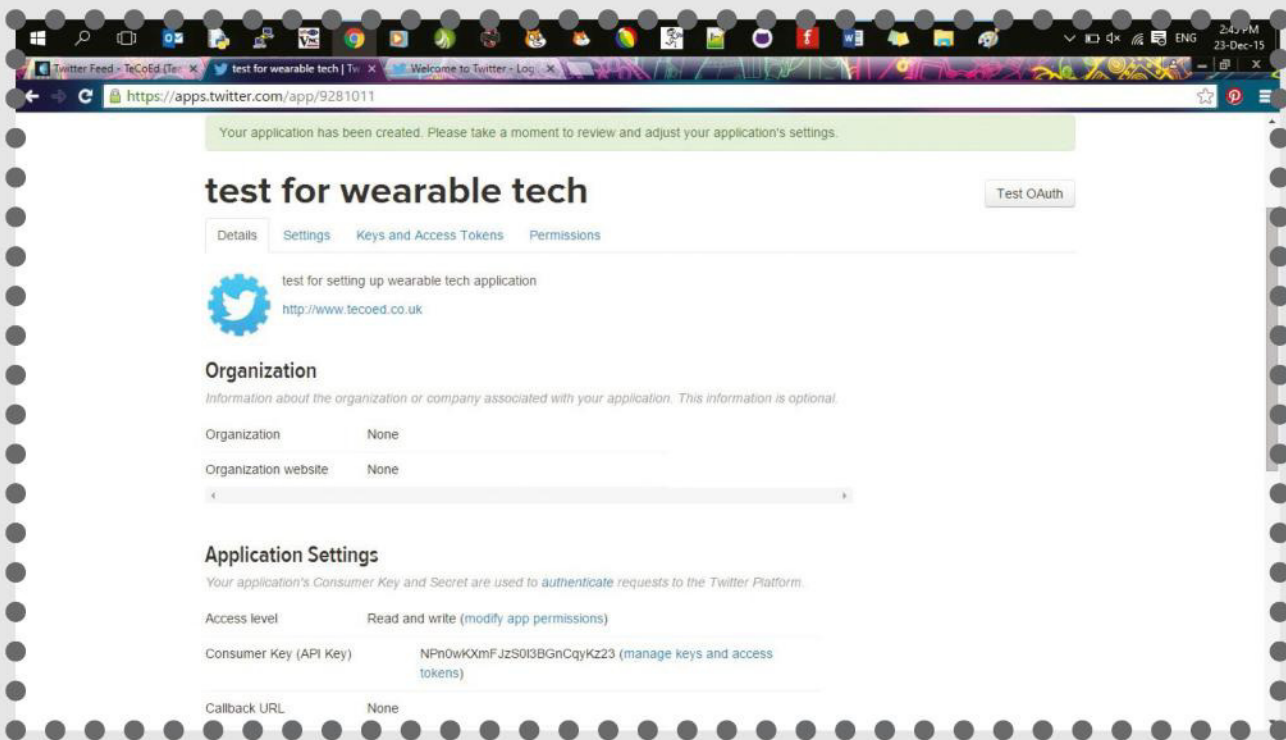 ENG
23-Dec-15
Twitter Feed - TeCoEd (Tec
test for wearable tech | Tw
Welcome to Twitter - Log
https://apps.twitter.com/app/9281011
Your application has been created. Please take a moment to review and adjust your application's settings.
test for wearable tech
Test OAuth
Details Settings Keys and Access Tokens Permissions
test for setting up wearable tech application
http://www.tecoed.co.uk
Organization
Information about the organization or company associated with your application. This information is optional.
Organization None
Organization website None
Application Settings
Your application's Consumer Key and Secret are used to authenticate requests to the Twitter Platform.
Access level Read and write (modify app permissions)
Consumer Key (API Key) NPn0wKXmFJzS0I3BGnCqyKz23 (manage keys and access
tokens)
Callback URL None